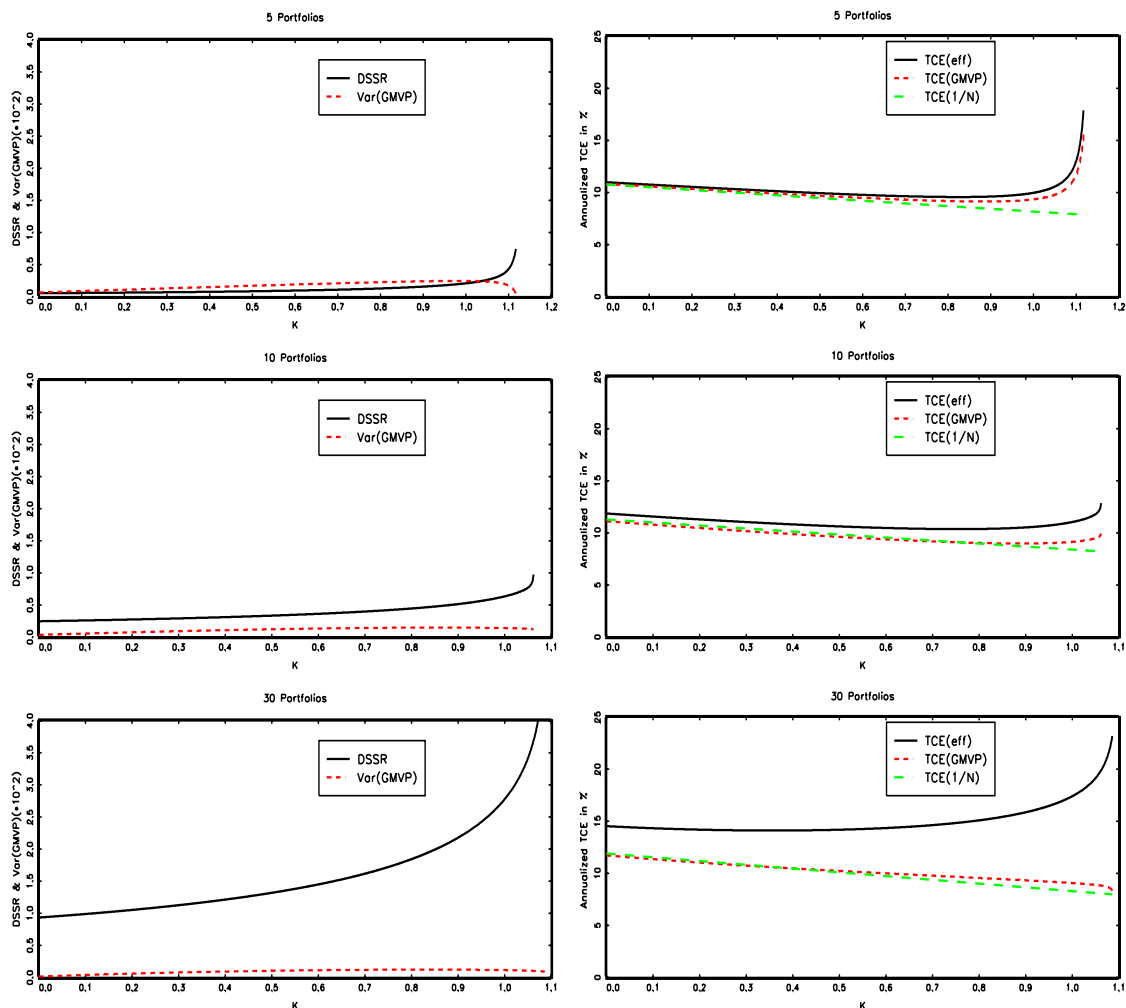 5 Portfolios
DSSR & Var(GMVP)(*10^2)
4.0
3.5
3.0
2.5
2.0
1.5
1.0
0.5
0.0
DSSR
Var(GMVP)
0.0 0.1 0.2 0.3 0.4 0.5 0.6 0.7 0.8 0.9 1.0 1.1 1.2
K
5 Portfolios
Annualized TCE in %
25
20
15
10
5
0
TCE(eff)
TCE(GMVP)
TCE(1/N)
0.0 0.1 0.2 0.3 0.4 0.5 0.6 0.7 0.8 0.9 1.0 1.1 1.2
K
10 Portfolios
DSSR & Var(GMVP)(*10^2)
4.0
3.5
3.0
2.5
2.0
1.5
1.0
0.5
0.0
DSSR
Var(GMVP)
0.0 0.1 0.2 0.3 0.4 0.5 0.6 0.7 0.8 0.9 1.0 1.1
K
10 Portfolios
Annualized TCE in %
25
20
15
10
5
0
TCE(eff)
TCE(GMVP)
TCE(1/N)
0.0 0.1 0.2 0.3 0.4 0.5 0.6 0.7 0.8 0.9 1.0 1.1
K
30 Portfolios
DSSR & Var(GMVP)(*10^2)
4.0
3.5
3.0
2.5
2.0
1.5
1.0
0.5
0.0
DSSR
Var(GMVP)
0.0 0.1 0.2 0.3 0.4 0.5 0.6 0.7 0.8 0.9 1.0 1.1
K
30 Portfolios
Annualized TCE in %
25
20
15
10
5
0
TCE(eff)
TCE(GMVP)
TCE(1/N)
0.0 0.1 0.2 0.3 0.4 0.5 0.6 0.7 0.8 0.9 1.0 1.1
K